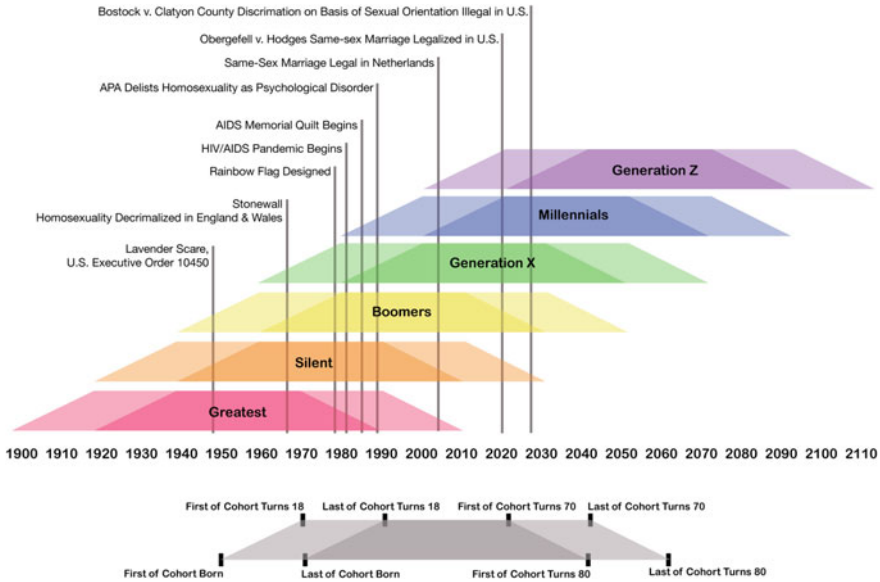 Bostock v. Clatyon County Discrimation on Basis of Sexual Orientation Illegal in U.S.
Obergefell v. Hodges Same-sex Marriage Legalized in U.S.
Same-Sex Marriage Legal in Netherlands
APA Delists Homosexuality as Psychological Disorder
AIDS Memorial Quilt Begins
HIV/AIDS Pandemic Begins
Rainbow Flag Designed
Generation Z
Stonewall
Homosexuality Decrimalized in England & Wales
Millennials
Lavender Scare,
U.S. Executive Order 10450
Generation X
Boomers
Silent
Greatest
1900 1910 1920 1930 1940 1950 1960 1970 1980 1990 2000 2010 2020 2030 2040 2050 2060 2070 2080 2090 2100 2110
First of Cohort Turns 18 Last of Cohort Turns 18 First of Cohort Turns 70 Last of Cohort Turns 70
First of Cohort Born Last of Cohort Born First of Cohort Turns 80 Last of Cohort Turns 80